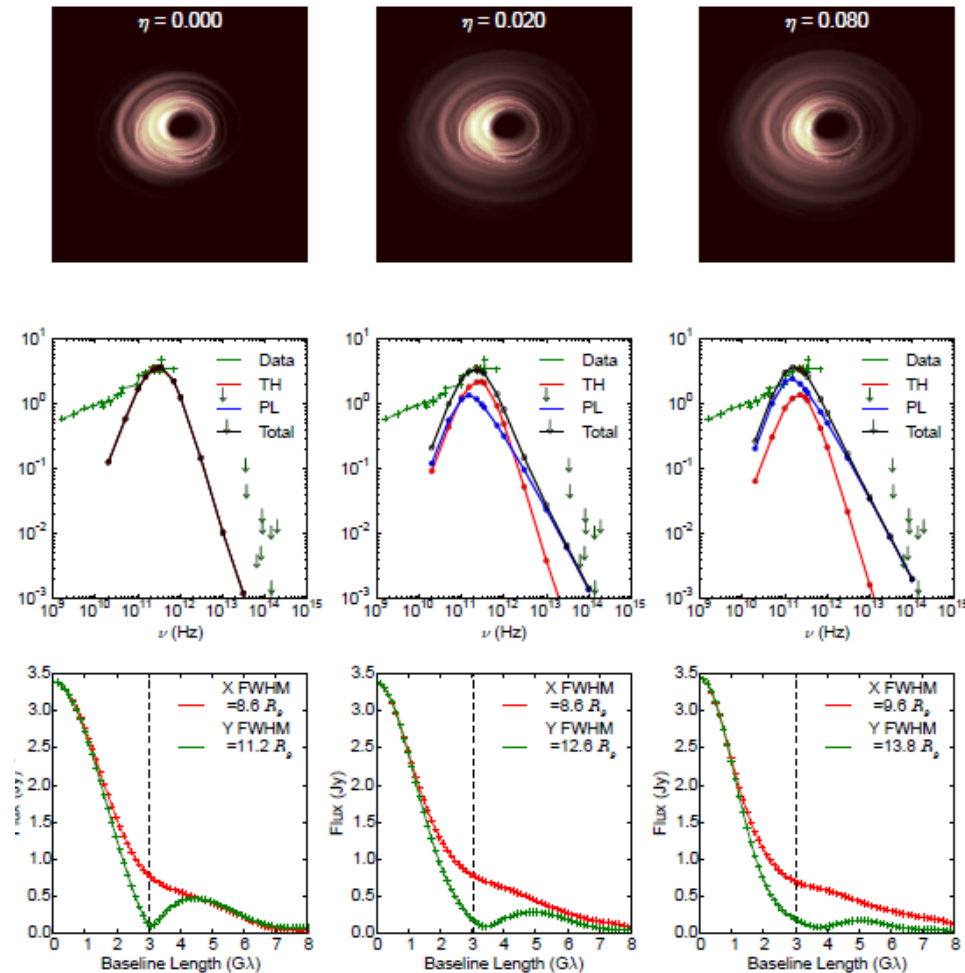 η = 0.000
η = 0.020
η = 0.080
10¹
10⁰
10⁻¹
10⁻²
10⁻³
10⁹ 10¹⁰ 10¹¹ 10¹² 10¹³ 10¹⁴ 10¹⁵
ν (Hz)
Data
TH
PL
Total
10¹
10⁰
10⁻¹
10⁻²
10⁻³
10⁹ 10¹⁰ 10¹¹ 10¹² 10¹³ 10¹⁴ 10¹⁵
ν (Hz)
Data
TH
PL
Total
10¹
10⁰
10⁻¹
10⁻²
10⁻³
10⁹ 10¹⁰ 10¹¹ 10¹² 10¹³ 10¹⁴ 10¹⁵
ν (Hz)
Data
TH
PL
Total
3.5
3.0
2.5
2.0
1.5
1.0
0.5
0.0
0 1 2 3 4 5 6 7 8
Baseline Length (Gλ)
X FWHM
=8.6 R_g
Y FWHM
=11.2 R_g
Flux (Jy)
3.5
3.0
2.5
2.0
1.5
1.0
0.5
0.0
0 1 2 3 4 5 6 7 8
Baseline Length (Gλ)
X FWHM
=8.6 R_g
Y FWHM
=12.6 R_g
Flux (Jy)
3.5
3.0
2.5
2.0
1.5
1.0
0.5
0.0
0 1 2 3 4 5 6 7 8
Baseline Length (Gλ)
X FWHM
=9.6 R_g
Y FWHM
=13.8 R_g